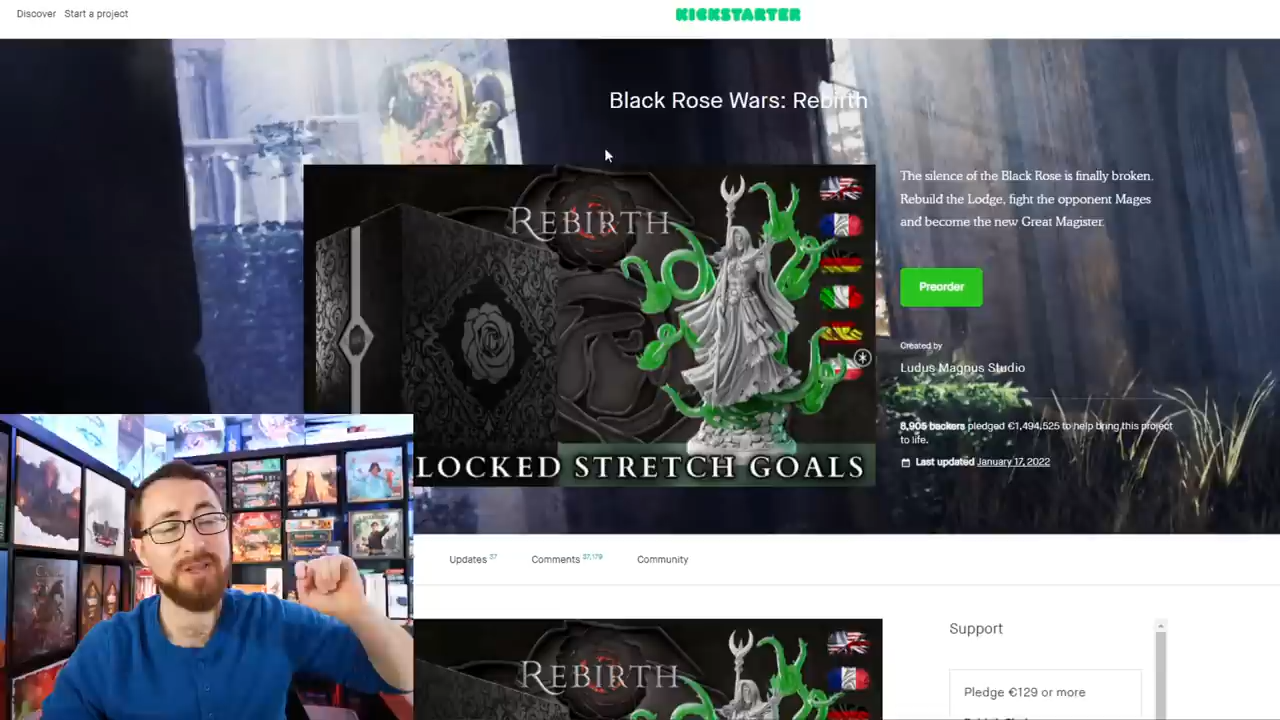 Discover Start a project
KICKSTARTER
Black Rose Wars: Rebirth
REBIRTH
LOCKED STRETCH GOALS
The silence of the Black Rose is finally broken.
Rebuild the Lodge, fight the opponent Mages
and become the new Great Magister.
Preorder
Created by
Ludus Magnus Studio
8,905 backers pledged €1,494,525 to help bring this project
to life.
Last updated January 17, 2022
Updates 37 Comments 37,179 Community
REBIRTH
Support
Pledge €129 or more